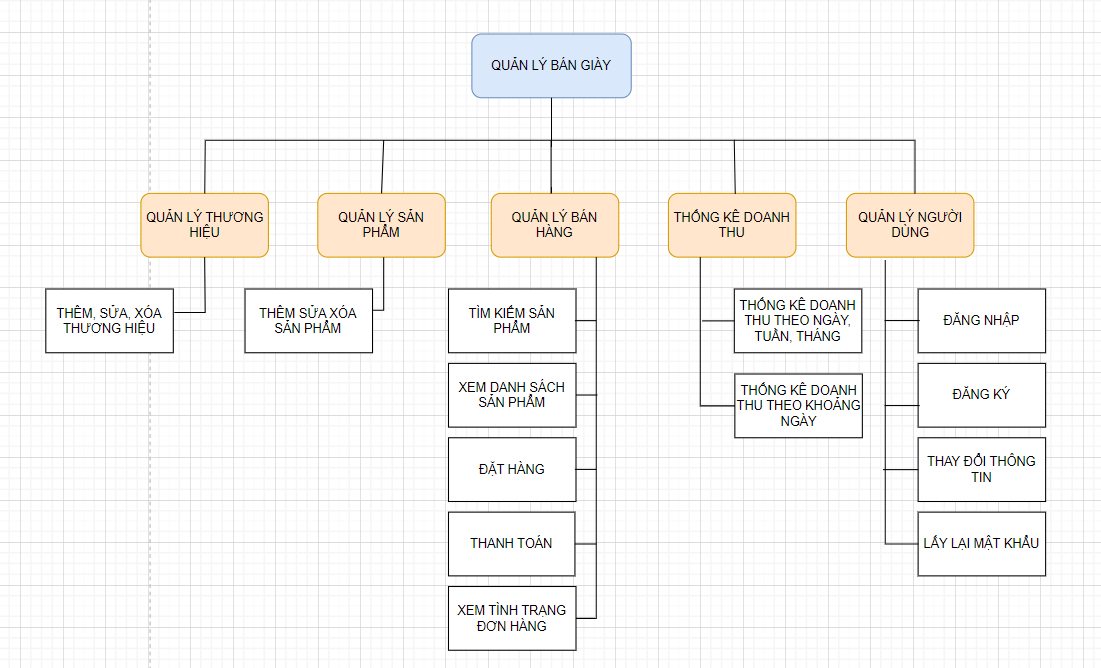 QUẢN LÝ BÁN GIÀY
QUẢN LÝ THƯƠNG
HIỆU
QUẢN LÝ SẢN
PHẨM
QUẢN LÝ BÁN
HÀNG
THỐNG KÊ DOANH
THU
QUẢN LÝ NGƯỜI
DÙNG
THÊM, SỬA, XÓA
THƯƠNG HIỆU
THÊM SỬA XÓA
SẢN PHẨM
TÌM KIẾM SẢN
PHẨM
XEM DANH SÁCH
SẢN PHẨM
ĐẶT HÀNG
THANH TOÁN
XEM TÌNH TRẠNG
ĐƠN HÀNG
THỐNG KÊ DOANH
THU THEO NGÀY,
TUẦN, THÁNG
THỐNG KÊ DOANH
THU THEO KHOẢNG
NGÀY
ĐĂNG NHẬP
ĐĂNG KÝ
THAY ĐỔI THÔNG
TIN
LẤY LẠI MẬT KHẨU